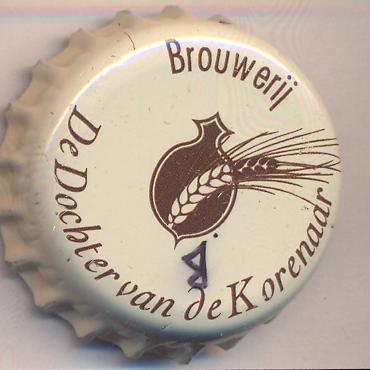 Brouwerij
De Dochter van de Korenaar